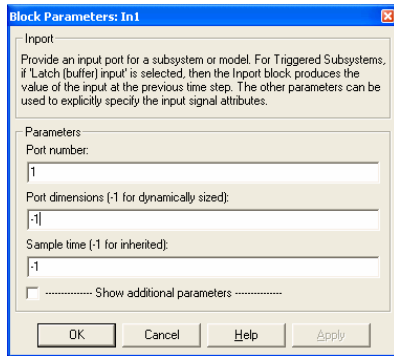 Block Parameters: In1
Inport
Provide an input port for a subsystem or model. For Triggered Subsystems,
if 'Latch (buffer) input' is selected, then the Inport block produces the
value of the input at the previous time step. The other parameters can be
used to explicitly specify the input signal attributes.
Parameters
Port number:
1
Port dimensions (-1 for dynamically sized):
-1
Sample time (-1 for inherited):
-1
--------------- Show additional parameters ---------------
OK Cancel Help Apply